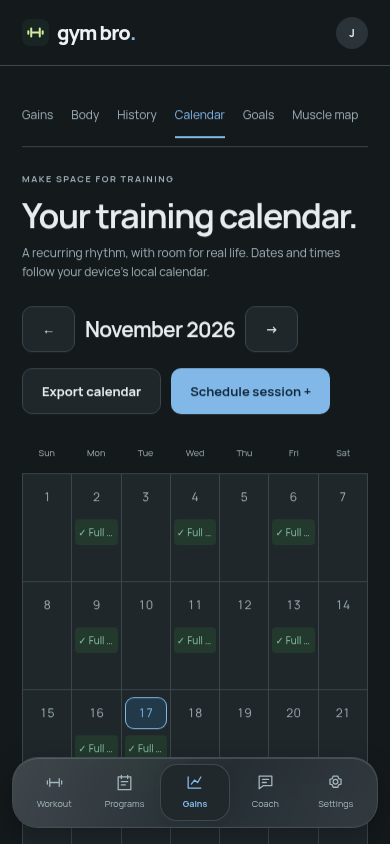 gym bro.
J
Gains Body History Calendar Goals Muscle map
MAKE SPACE FOR TRAINING
Your training calendar.
A recurring rhythm, with room for real life. Dates and times
follow your device's local calendar.
← November 2026 →
Export calendar Schedule session +
Sun Mon Tue Wed Thu Fri Sat
1 2 3 4 5 6 7
✓ Full ... ✓ Full ... ✓ Full ...
8 9 10 11 12 13 14
✓ Full ... ✓ Full ... ✓ Full ...
15 16 17 18 19 20 21
✓ Full ... ✓ Full ...
Workout Programs Gains Coach Settings